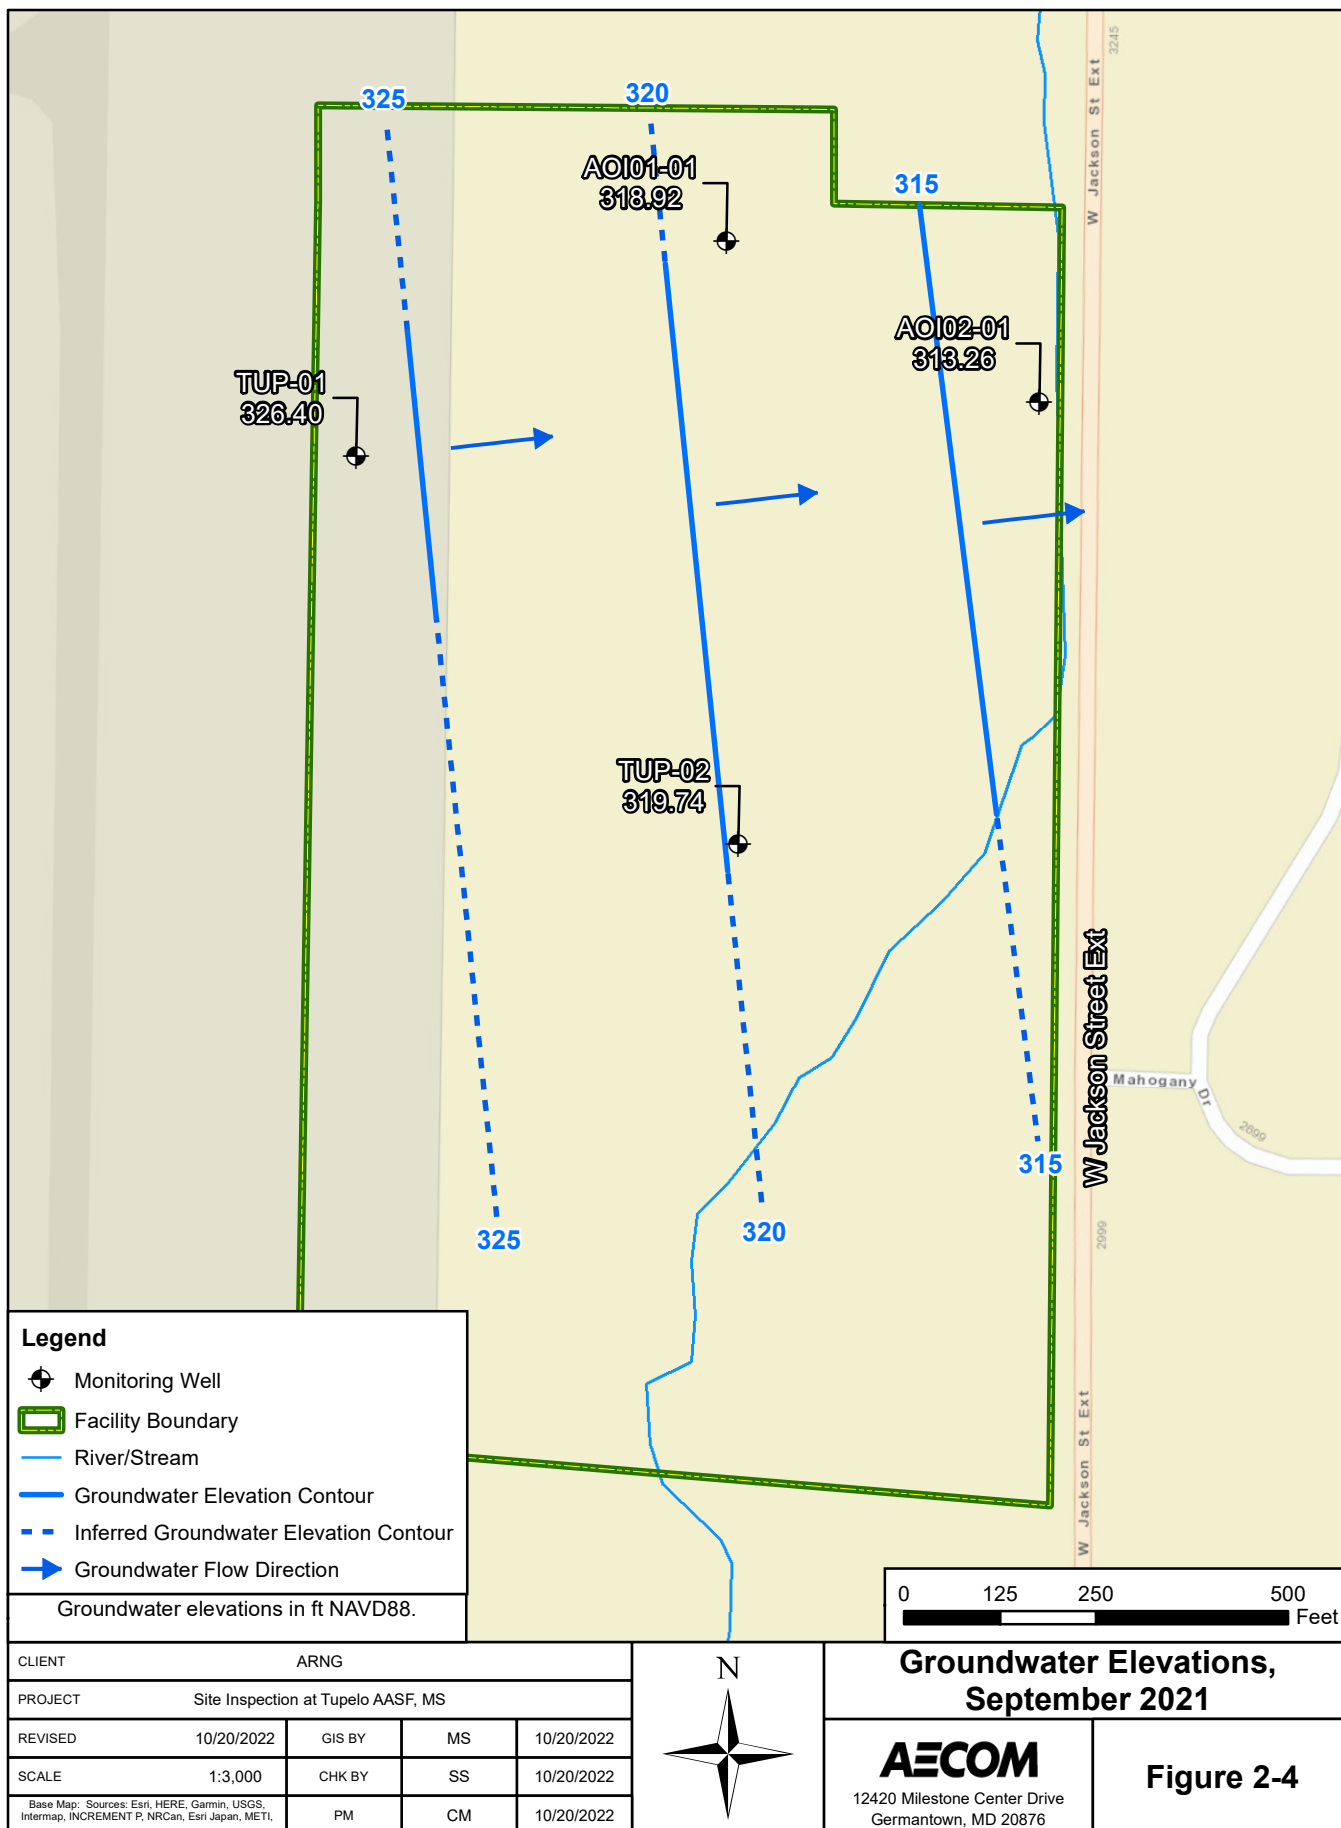 325
320
3245
W Jackson St Ext
AOI01-01
318.92
315
AOI02-01
313.26
TUP-01
326.40
TUP-02
319.74
W Jackson Street Ext
Mahogany Dr
2699
315
325
320
2999
W Jackson St Ext
Legend
Monitoring Well
Facility Boundary
River/Stream
Groundwater Elevation Contour
Inferred Groundwater Elevation Contour
Groundwater Flow Direction
Groundwater elevations in ft NAVD88.
0 125 250 500
Feet
CLIENT ARNG
PROJECT Site Inspection at Tupelo AASF, MS
REVISED 10/20/2022 GIS BY MS 10/20/2022
SCALE 1:3,000 CHK BY SS 10/20/2022
Base Map: Sources: Esri, HERE, Garmin, USGS,
Intermap, INCREMENT P, NRCan, Esri Japan, METI,
PM CM 10/20/2022
N
Groundwater Elevations,
September 2021
AECOM
12420 Milestone Center Drive
Germantown, MD 20876
Figure 2-4